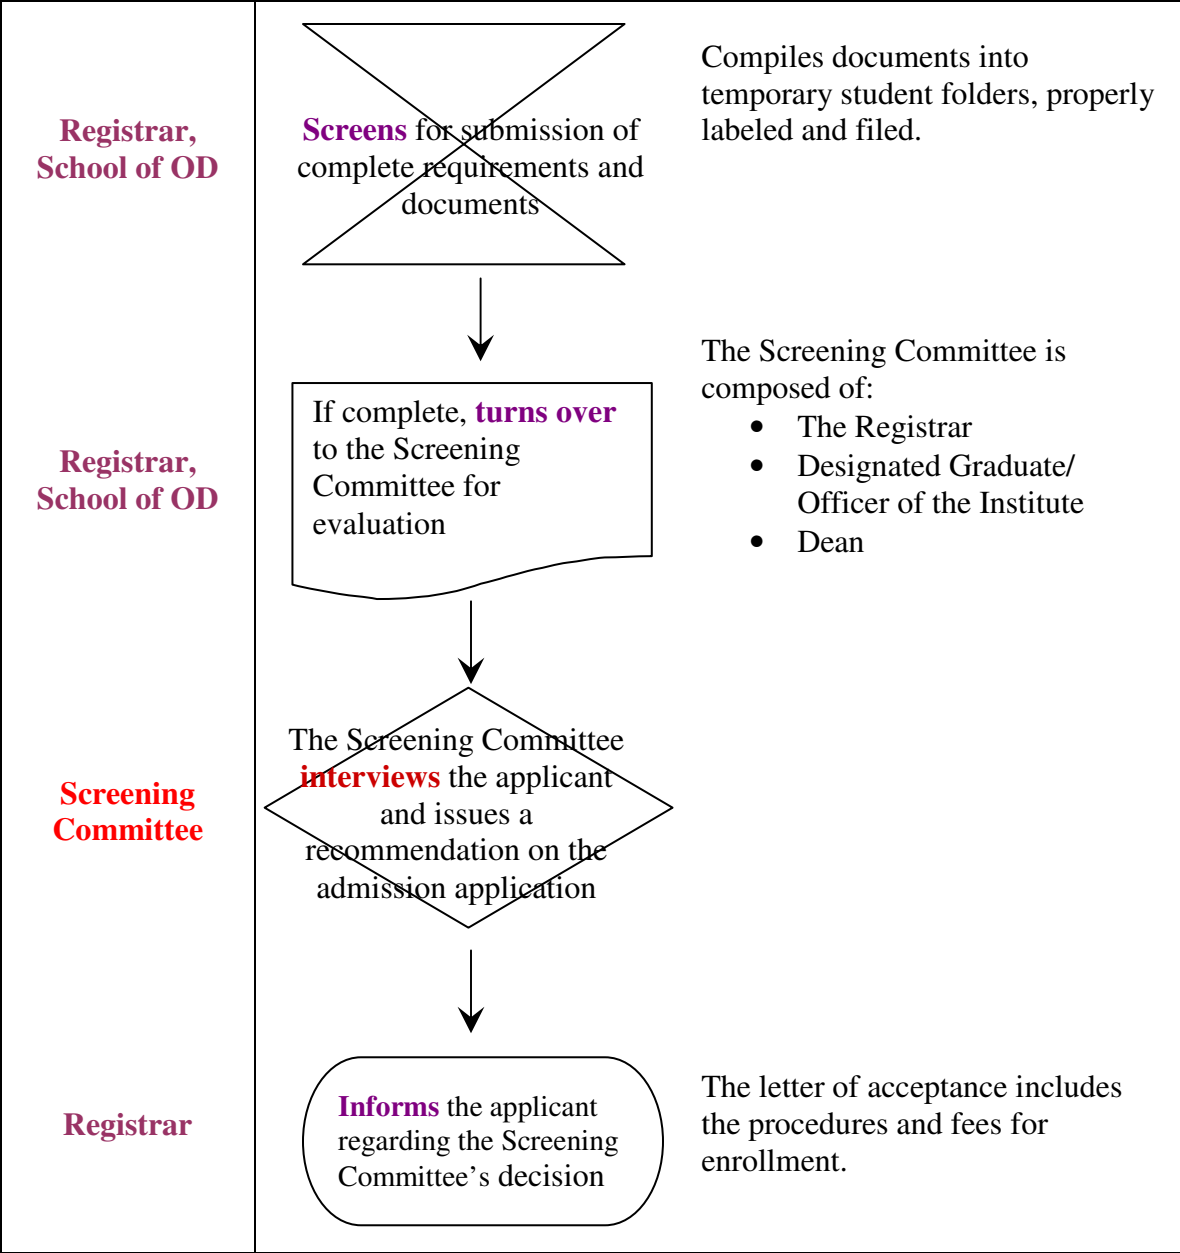 Registrar,
School of OD
Screens for submission of
complete requirements and
documents
Compiles documents into
temporary student folders, properly
labeled and filed.
Registrar,
School of OD
If complete, turns over
to the Screening
Committee for
evaluation
The Screening Committee is
composed of:
• The Registrar
• Designated Graduate/
Officer of the Institute
• Dean
Screening
Committee
The Screening Committee
interviews the applicant
and issues a
recommendation on the
admission application
Registrar
Informs the applicant
regarding the Screening
Committee’s decision
The letter of acceptance includes
the procedures and fees for
enrollment.